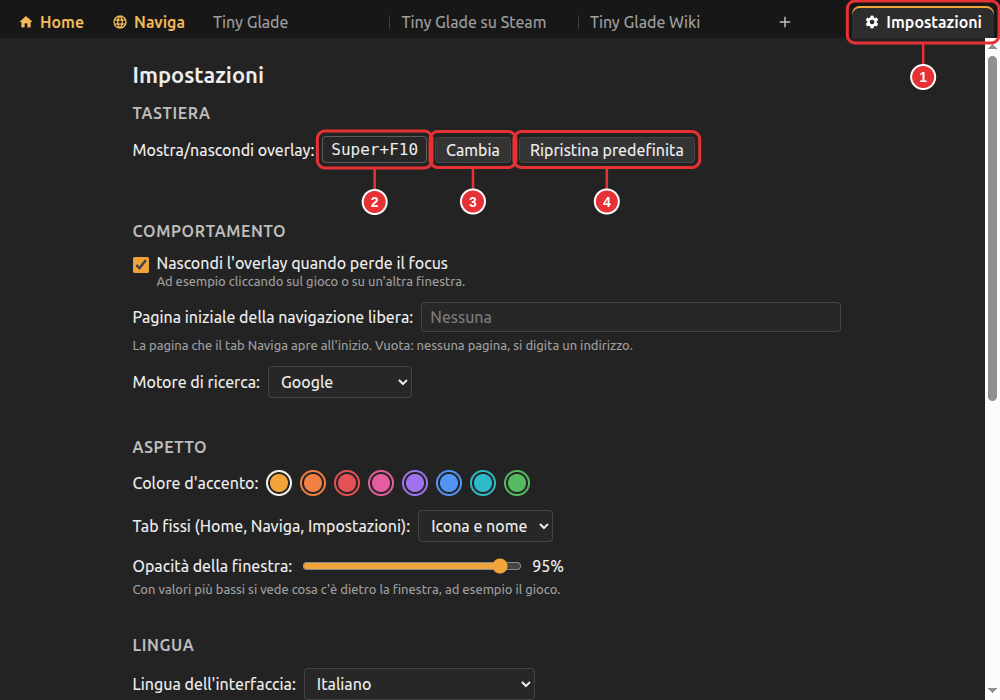 Home Naviga Tiny Glade Tiny Glade su Steam Tiny Glade Wiki + Impostazioni
1
Impostazioni
TASTIERA
Mostra/nascondi overlay: Super+F10 Cambia Ripristina predefinita
2 3 4
COMPORTAMENTO
Nascondi l'overlay quando perde il focus
Ad esempio cliccando sul gioco o su un'altra finestra.
Pagina iniziale della navigazione libera: Nessuna
La pagina che il tab Naviga apre all'inizio. Vuota: nessuna pagina, si digita un indirizzo.
Motore di ricerca: Google
ASPETTO
Colore d'accento:
Tab fissi (Home, Naviga, Impostazioni): Icona e nome
Opacità della finestra: 95%
Con valori più bassi si vede cosa c'è dietro la finestra, ad esempio il gioco.
LINGUA
Lingua dell'interfaccia: Italiano